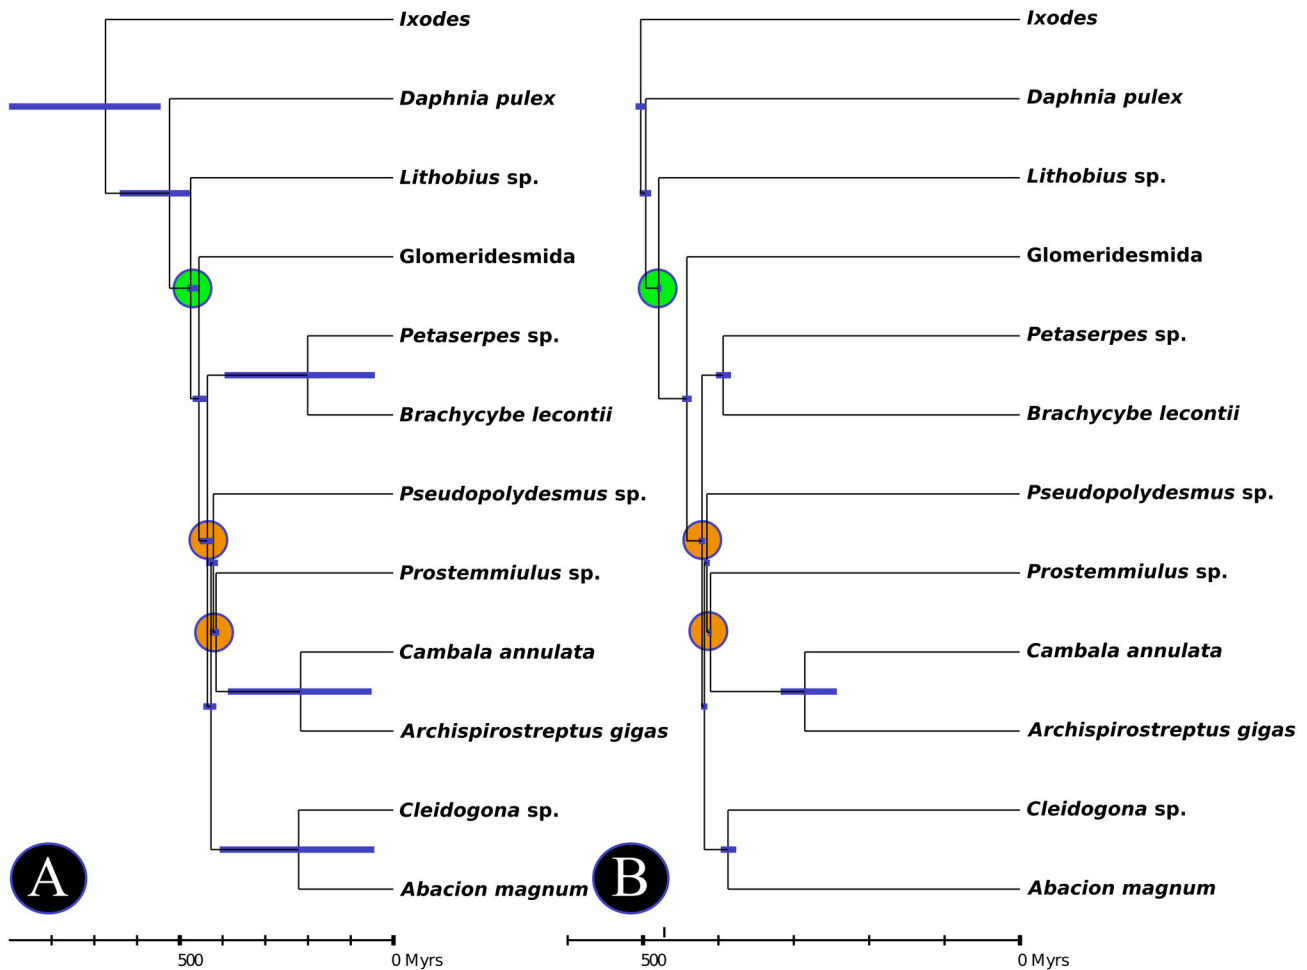 Ixodes
Daphnia pulex
Lithobius sp.
Glomeridesmida
Petaserpes sp.
Brachycybe lecontii
Pseudopolydesmus sp.
Prostemmiulus sp.
Cambala annulata
Archispirostreptus gigas
Cleidogona sp.
Abacion magnum
A
500
0 Myrs
Ixodes
Daphnia pulex
Lithobius sp.
Glomeridesmida
Petaserpes sp.
Brachycybe lecontii
Pseudopolydesmus sp.
Prostemmiulus sp.
Cambala annulata
Archispirostreptus gigas
Cleidogona sp.
Abacion magnum
B
500
0 Myrs